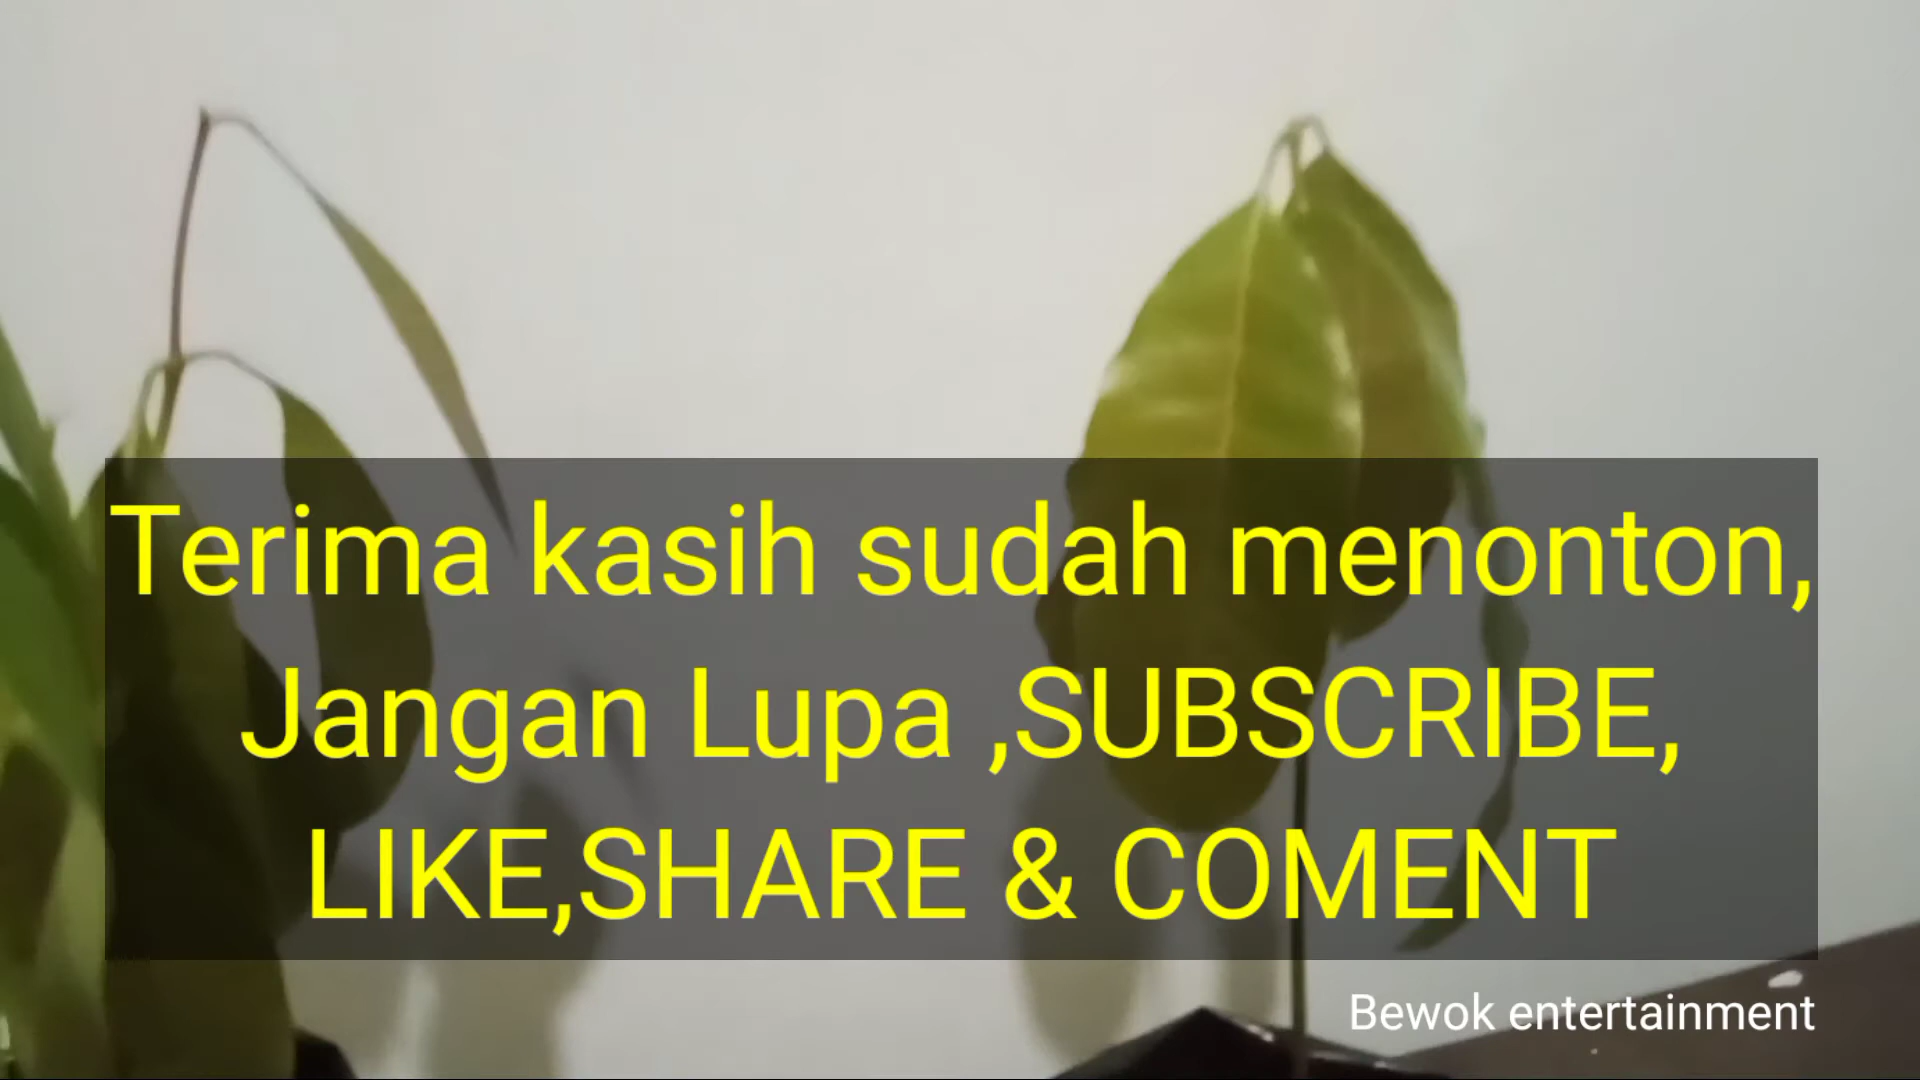 Terima kasih sudah menonton,
Jangan Lupa ,SUBSCRIBE,
LIKE,SHARE & COMENT
Bewok entertainment